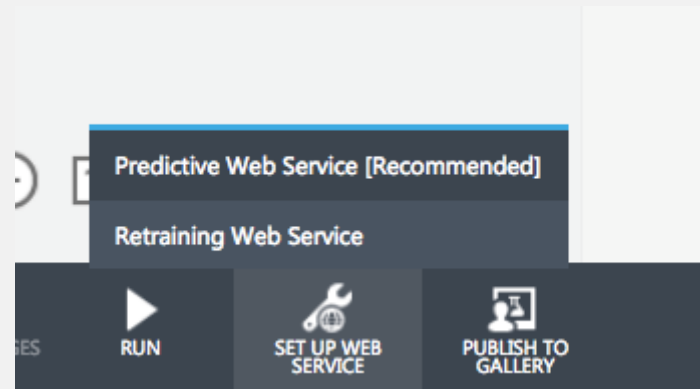 Predictive Web Service [Recommended]
Retraining Web Service
RUN
SET UP WEB
SERVICE
PUBLISH TO
GALLERY